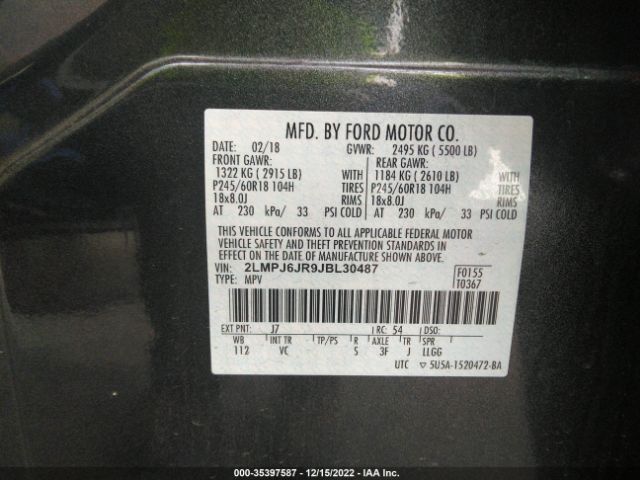 MFD. BY FORD MOTOR CO.
DATE: 02/18 GVWR: 2495 KG ( 5500 LB)
FRONT GAWR: REAR GAWR:
1322 KG ( 2915 LB) WITH 1184 KG ( 2610 LB) WITH
P245/60R18 104H TIRES P245/60R18 104H TIRES
18x8.0J RIMS 18x8.0J RIMS
AT 230 kPa/ 33 PSI COLD AT 230 kPa/ 33 PSI COLD
THIS VEHICLE CONFORMS TO ALL APPLICABLE FEDERAL MOTOR
VEHICLE SAFETY AND THEFT PREVENTION STANDARDS IN
EFFECT ON THE DATE OF MANUFACTURE SHOWN ABOVE.
VIN: 2LMPJ6JR9JBL30487 F0155
TYPE: MPV T0367
EXT PNT: J7 RC: 54 DSO:
WB INT TR TP/PS R AXLE TR SPR
112 VC S 3F J LLGG
UTC ▽5U5A-1520472-BA
000-35397587 - 12/15/2022 - IAA Inc.